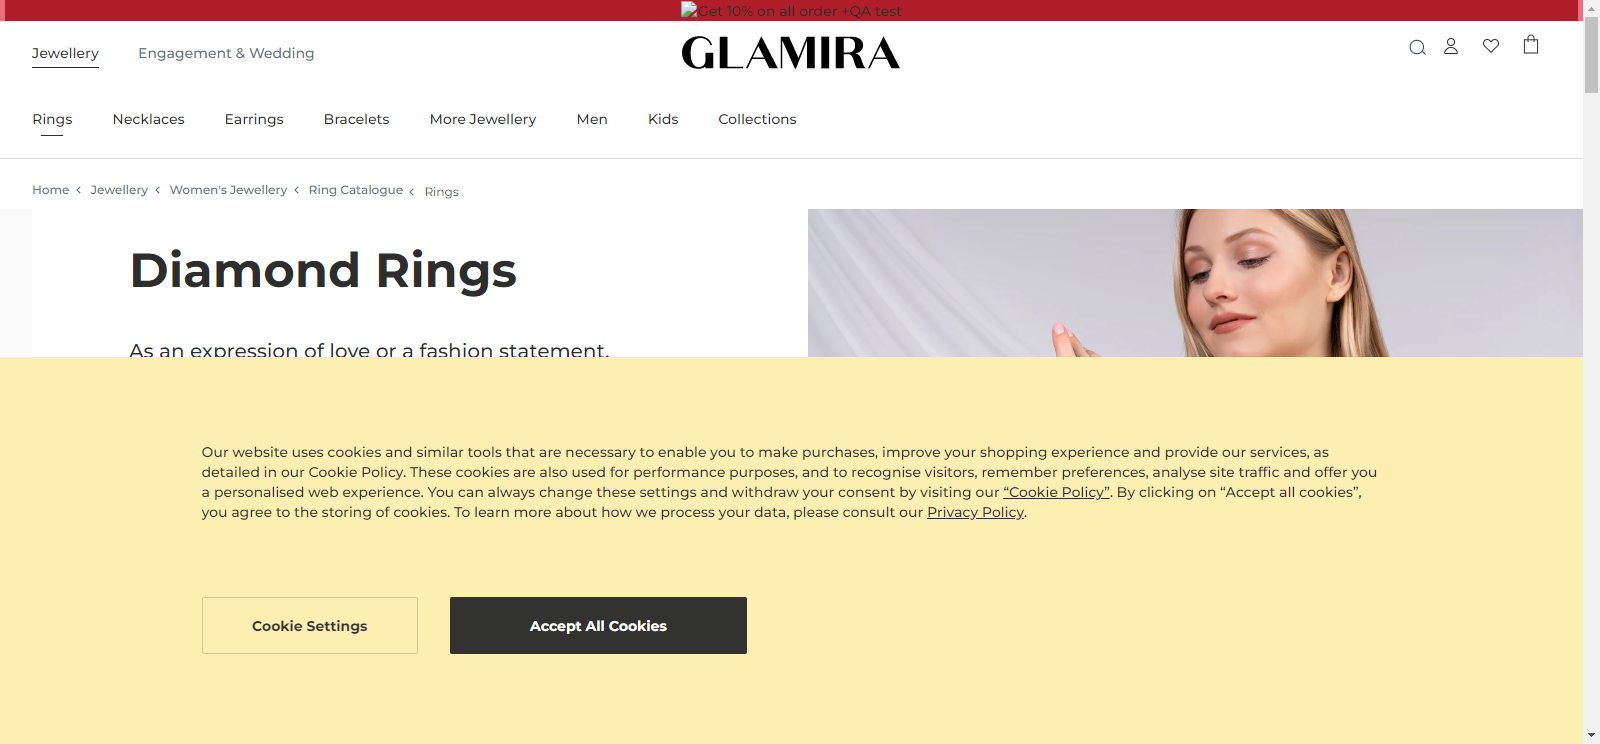 Get 10% on all order +QA test
Jewellery
Engagement & Wedding
GLAMIRA
Rings
Necklaces
Earrings
Bracelets
More Jewellery
Men
Kids
Collections
Home
Jewellery
Women's Jewellery
Ring Catalogue
Rings
Diamond Rings
As an expression of love or a fashion statement,
Our website uses cookies and similar tools that are necessary to enable you to make purchases, improve your shopping experience and provide our services, as
detailed in our Cookie Policy. These cookies are also used for performance purposes, and to recognise visitors, remember preferences, analyse site traffic and offer you
a personalised web experience. You can always change these settings and withdraw your consent by visiting our “Cookie Policy”. By clicking on “Accept all cookies”,
you agree to the storing of cookies. To learn more about how we process your data, please consult our Privacy Policy.
Cookie Settings
Accept All Cookies